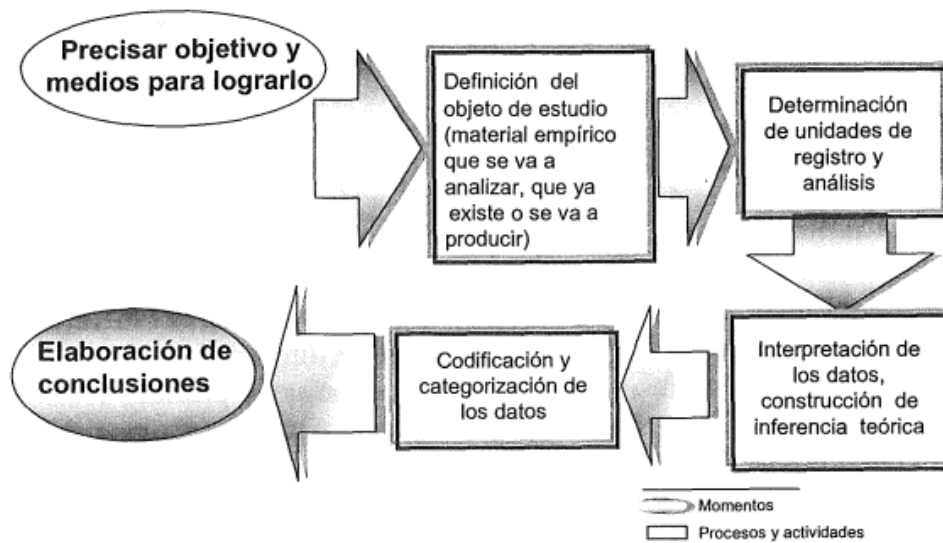 Precisar objetivo y
medios para lograrlo
Definición del
objeto de estudio
(material empírico
que se va a
analizar, que ya
existe o se va a
producir)
Determinación
de unidades de
registro y
análisis
Interpretación de
los datos,
construcción de
inferencia teórica
Codificación y
categorización de
los datos
Elaboración de
conclusiones
Momentos
Procesos y actividades